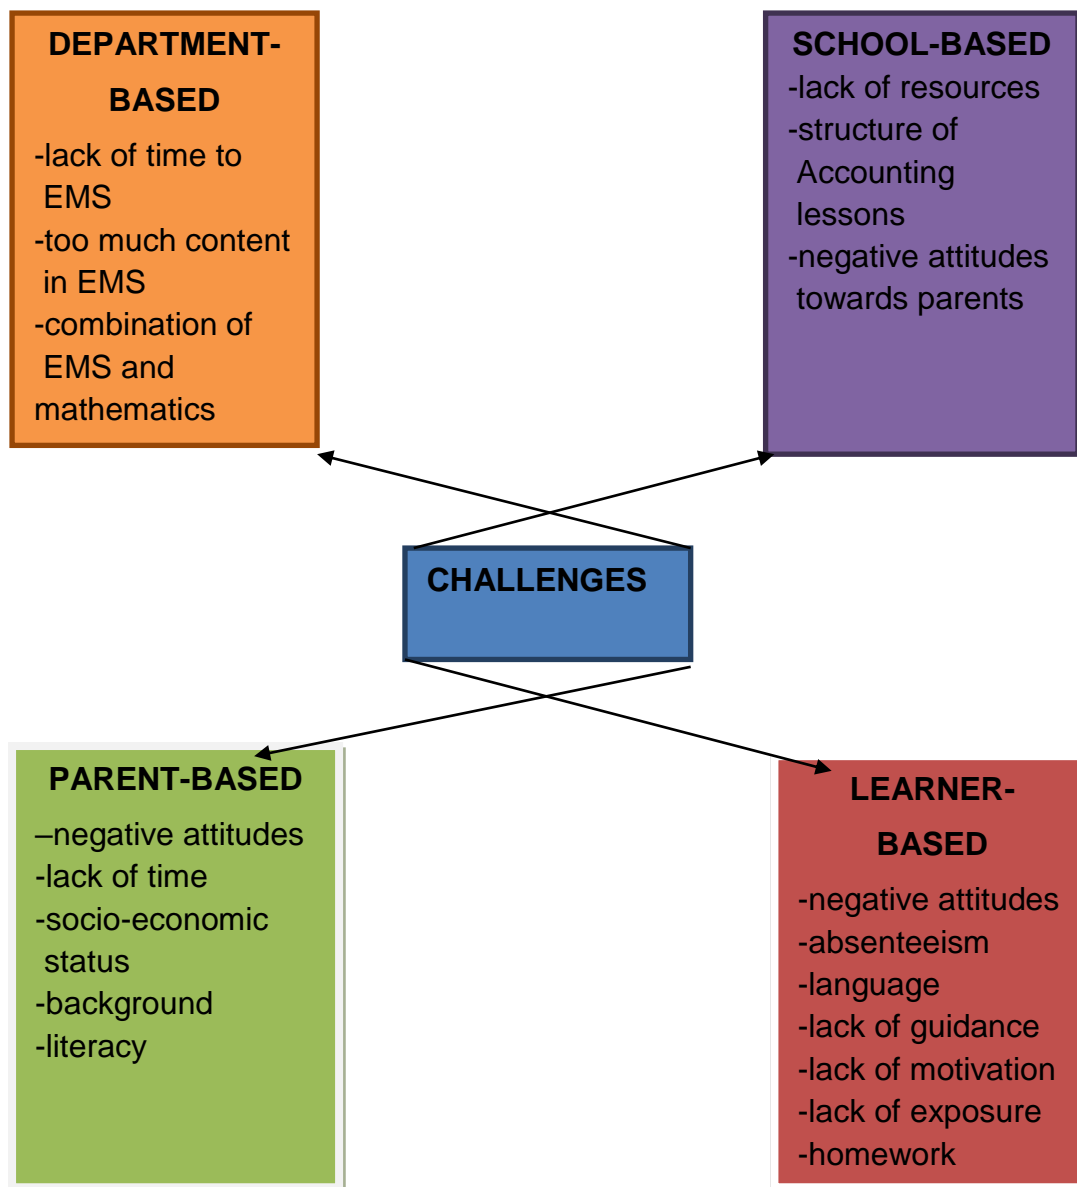 DEPARTMENT-
BASED
-lack of time to
EMS
-too much content
in EMS
-combination of
EMS and
mathematics
SCHOOL-BASED
-lack of resources
-structure of
Accounting
lessons
-negative attitudes
towards parents
CHALLENGES
PARENT-BASED
–negative attitudes
-lack of time
-socio-economic
status
-background
-literacy
LEARNER-
BASED
-negative attitudes
-absenteeism
-language
-lack of guidance
-lack of motivation
-lack of exposure
-homework